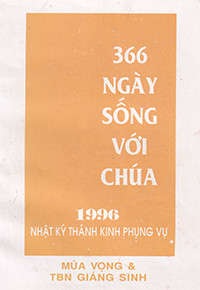 366
NGÀY
SỐNG
VỚI
CHÚA
1996
NHẬT KÝ THÁNH KINH PHỤNG VỤ
MÙA VỌNG &
TBN GIÁNG SINH